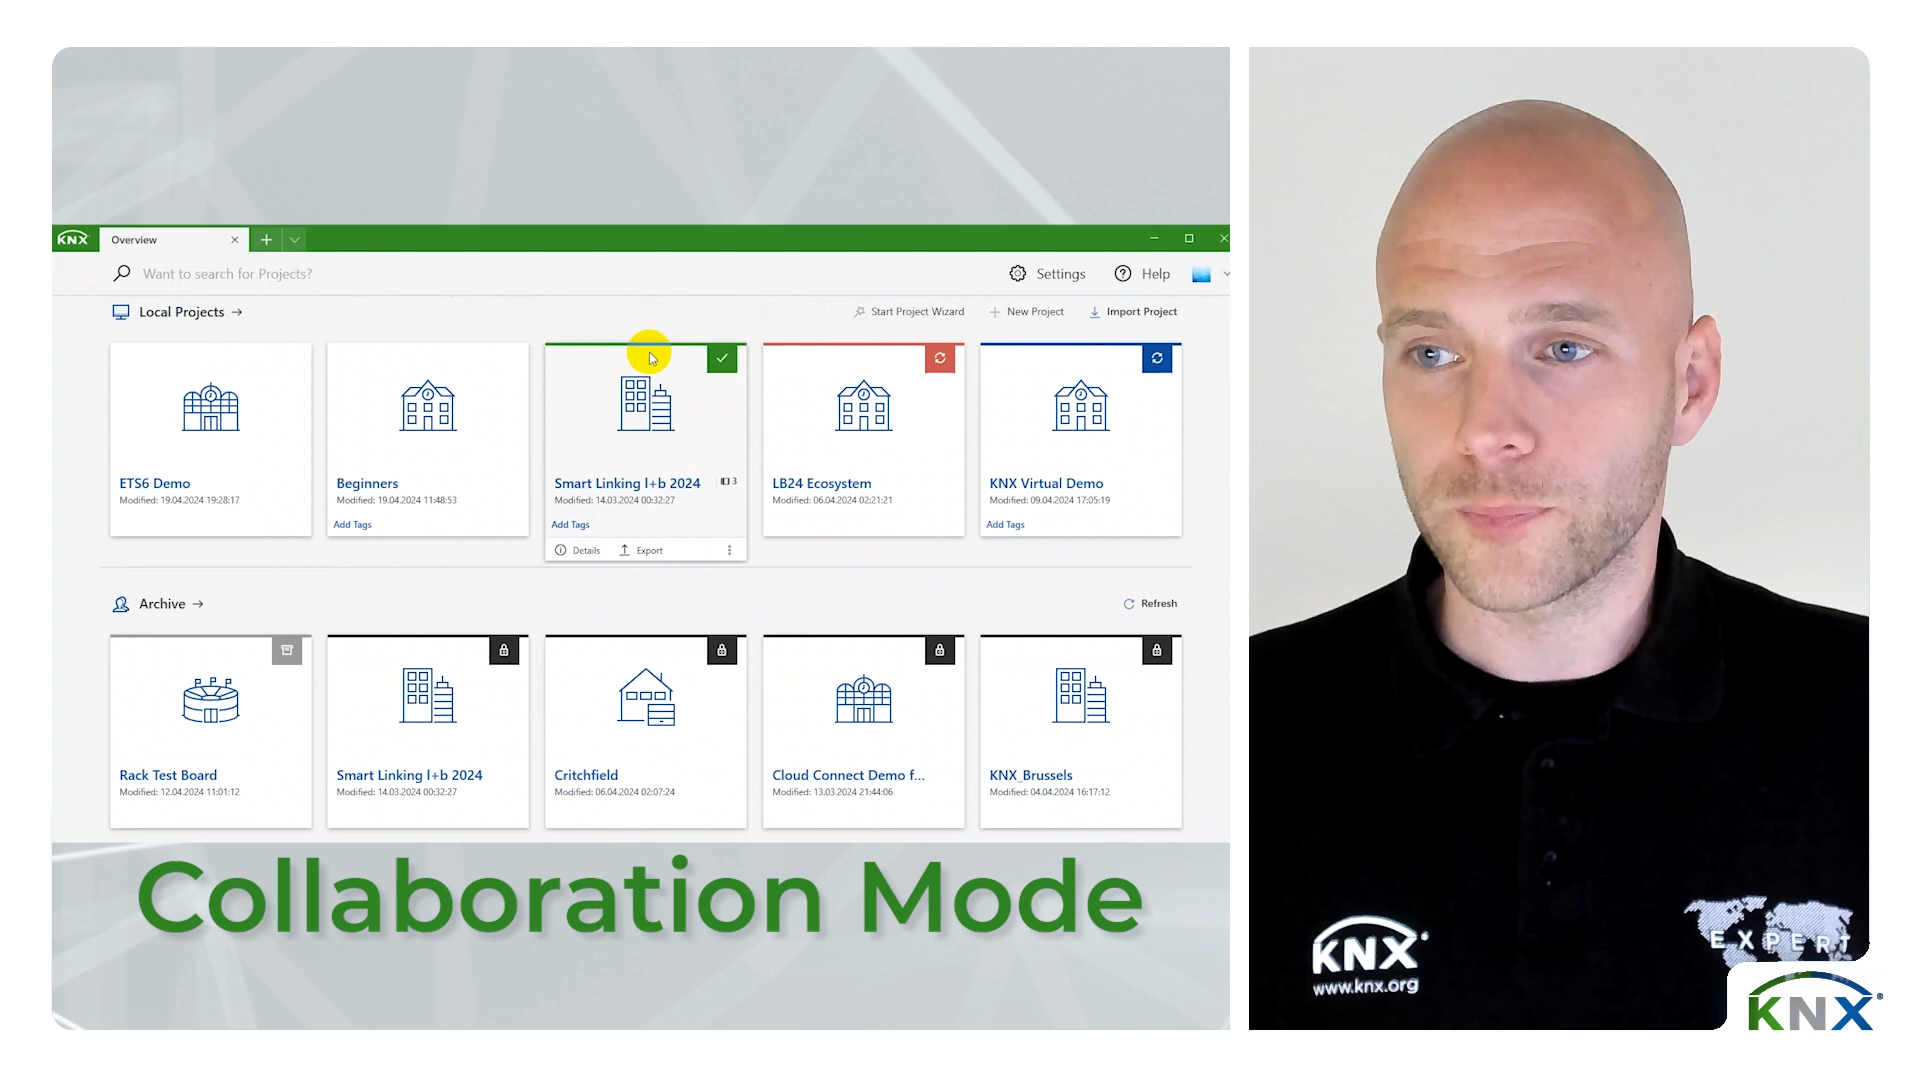 KNX
Overview
Want to search for Projects?
Settings
Help
Local Projects
Start Project Wizard
New Project
Import Project
ETS6 Demo
Modified: 19.04.2024 19:28:17
Beginners
Modified: 19.04.2024 11:48:53
Add Tags
Smart Linking l+b 2024
3
Modified: 14.03.2024 00:32:27
Add Tags
Details
Export
LB24 Ecosystem
Modified: 06.04.2024 02:21:21
KNX Virtual Demo
Modified: 09.04.2024 17:05:19
Add Tags
Archive
Refresh
Rack Test Board
Modified: 12.04.2024 11:01:12
Smart Linking l+b 2024
Modified: 14.03.2024 00:32:27
Critchfield
Modified: 06.04.2024 02:07:24
Cloud Connect Demo f...
Modified: 13.03.2024 21:44:06
KNX_Brussels
Modified: 04.04.2024 16:17:12
Collaboration Mode
KNX®
www.knx.org
EXPERT
KNX®